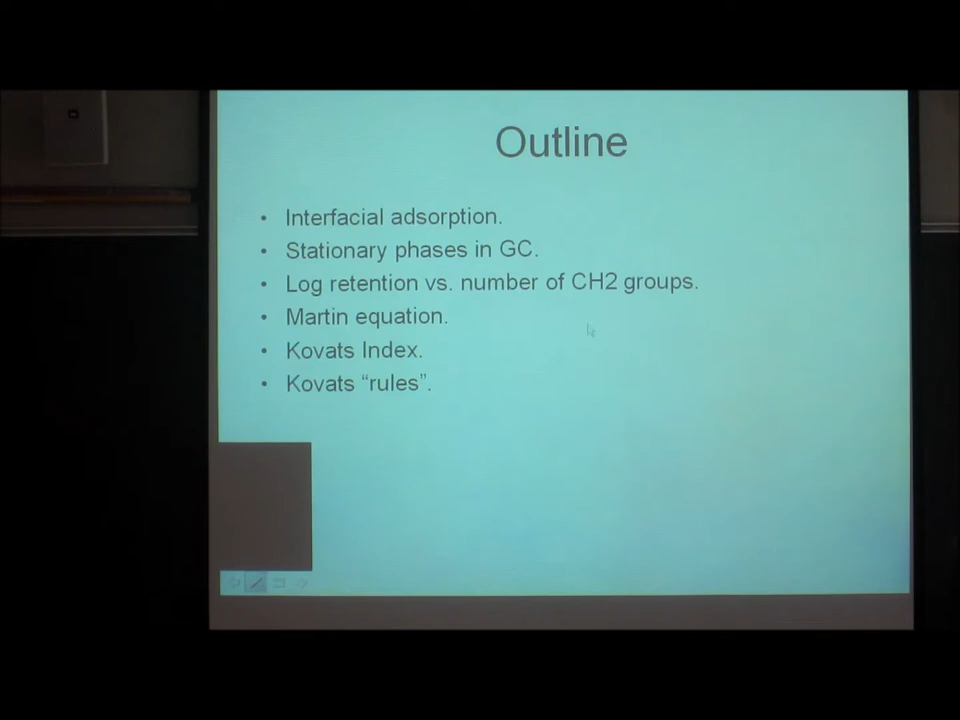 Outline
• Interfacial adsorption.
• Stationary phases in GC.
• Log retention vs. number of CH2 groups.
• Martin equation.
• Kovats Index.
• Kovats “rules”.